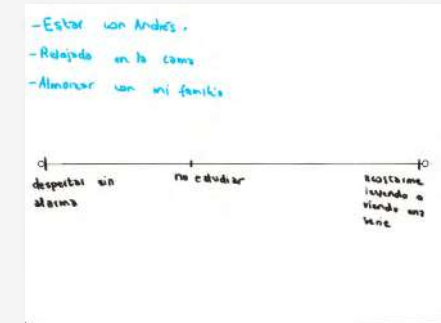 - Estar con Andrés.
- Relajado en la cama
- Almorzar con mi familia
despertar sin
alarma
no estudiar
acostarme
leyendo o
viendo una
serie